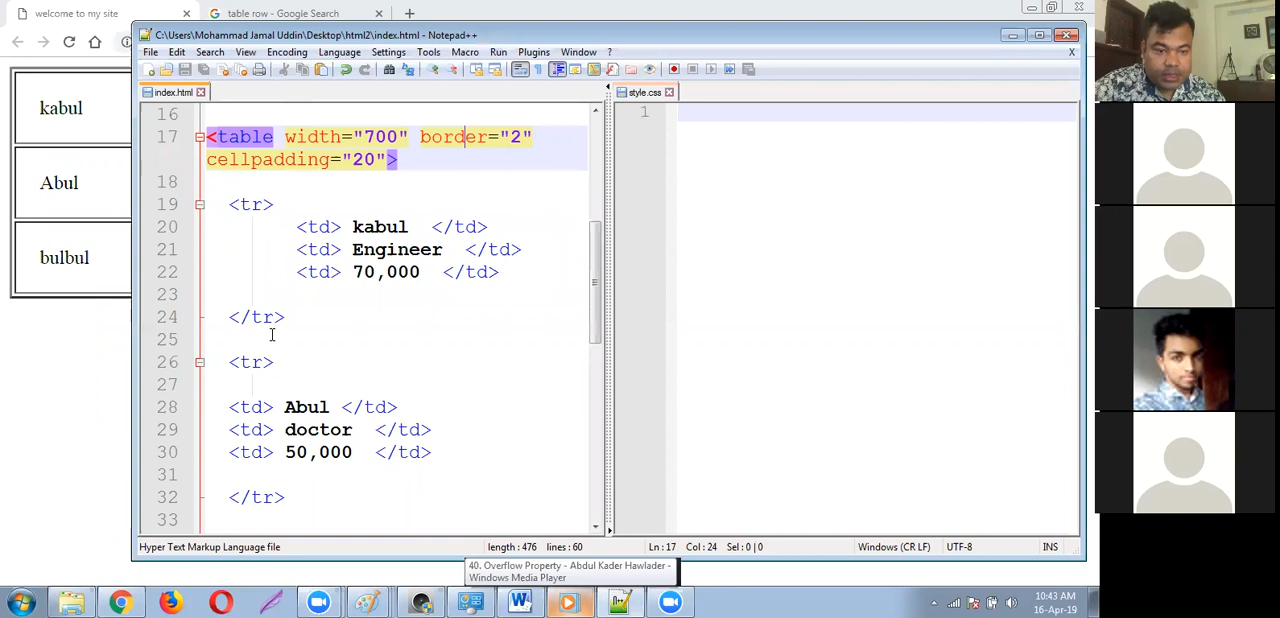 welcome to my site
table row - Google Search
C:\Users\Mohammad Jamal Uddin\Desktop\html2\index.html - Notepad++
File Edit Search View Encoding Language Settings Tools Macro Run Plugins Window ?
X
index.html
style.css
kabul
Abul
bulbul
16
17 <table width="700" border="2"
cellpadding="20">
18
19 <tr>
20 <td> kabul </td>
21 <td> Engineer </td>
22 <td> 70,000 </td>
23
24 </tr>
25
26 <tr>
27
28 <td> Abul </td>
29 <td> doctor </td>
30 <td> 50,000 </td>
31
32 </tr>
33
1
Hyper Text Markup Language file
length : 476 lines : 60
Ln : 17 Col : 24 Sel : 0 | 0
Windows (CR LF)
UTF-8
INS
40. Overflow Property - Abdul Kader Hawlader -
Windows Media Player
10:43 AM
16-Apr-19